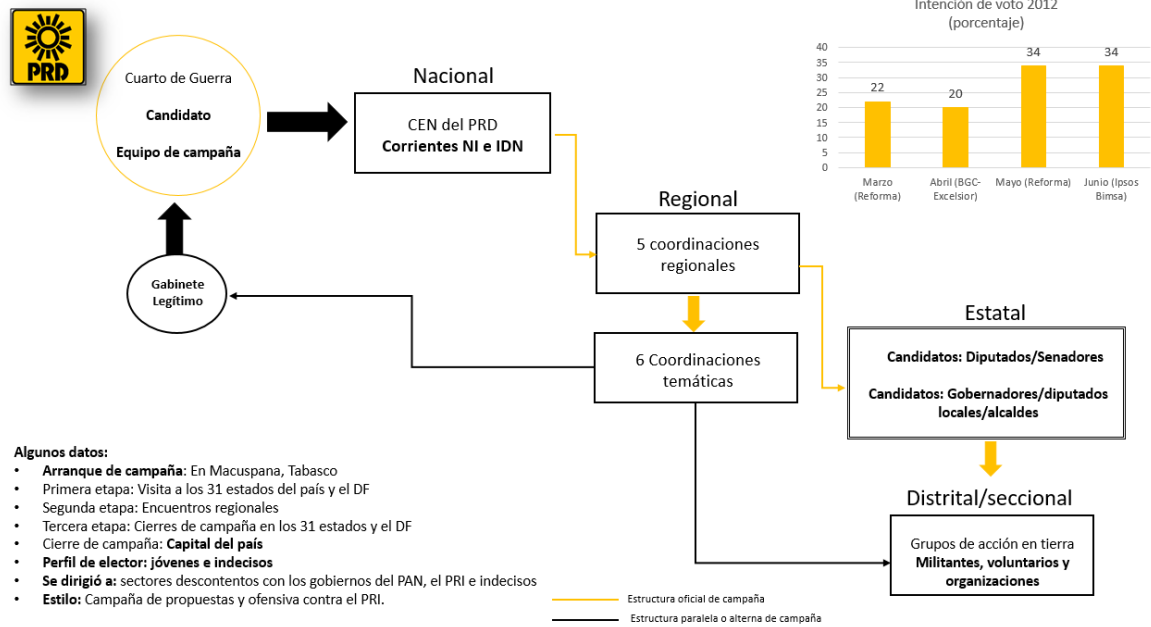 PRD
Cuarto de Guerra
Candidato
Equipo de campaña
Nacional
CEN del PRD
Corrientes NI e IDN
Intención de voto 2012
(porcentaje)
40
35
30
25
20
15
10
5
0
22
20
34
34
Marzo
(Reforma)
Abril (BGC-
Excelsior)
Mayo (Reforma)
Junio (Ipsos
Bimsa)
Regional
5 coordinaciones
regionales
Gabinete
Legítimo
6 Coordinaciones
temáticas
Estatal
Candidatos: Diputados/Senadores
Candidatos: Gobernadores/diputados
locales/alcaldes
Distrital/seccional
Grupos de acción en tierra
Militantes, voluntarios y
organizaciones
Algunos datos:
• Arranque de campaña: En Macuspana, Tabasco
• Primera etapa: Visita a los 31 estados del país y el DF
• Segunda etapa: Encuentros regionales
• Tercera etapa: Cierres de campaña en los 31 estados y el DF
• Cierre de campaña: Capital del país
• Perfil de elector: jóvenes e indecisos
• Se dirigió a: sectores descontentos con los gobiernos del PAN, el PRI e indecisos
• Estilo: Campaña de propuestas y ofensiva contra el PRI.
Estructura oficial de campaña
Estructura paralela o alterna de campaña